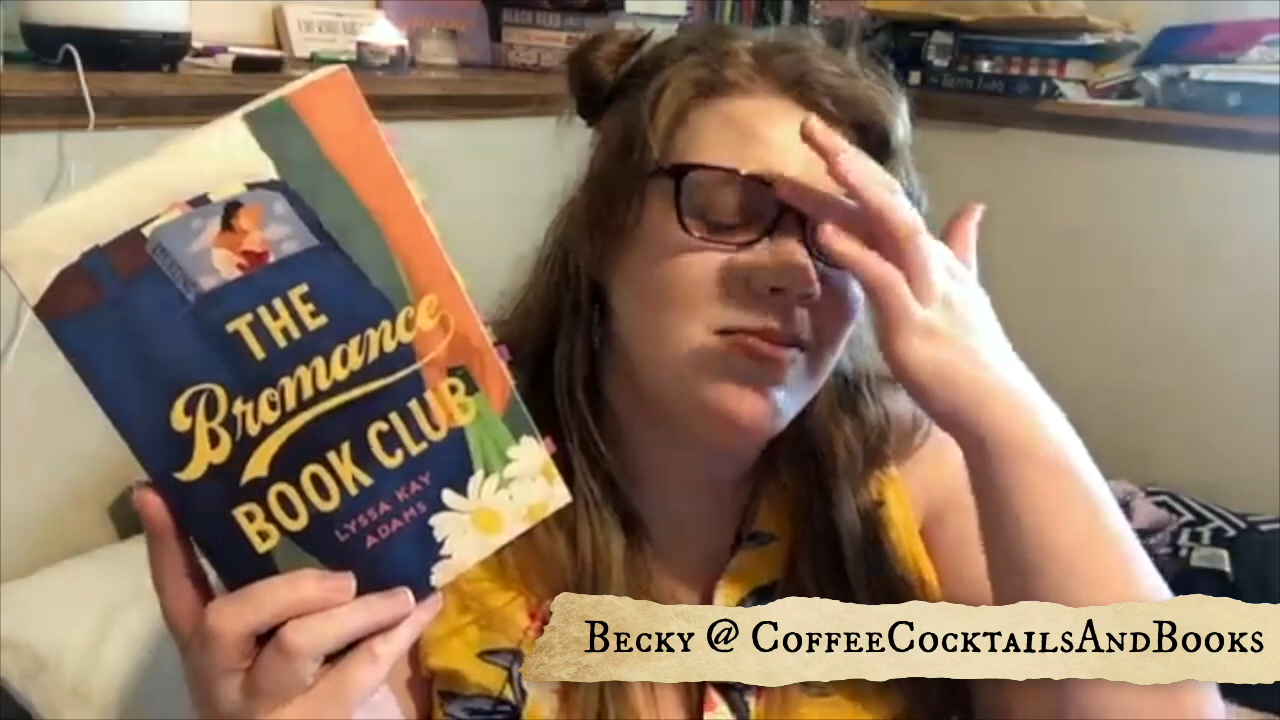 THE
Bromance
BOOK CLUB
LYSSA KAY
ADAMS
BECKY @ COFFEECOCKTAILSANDBOOKS